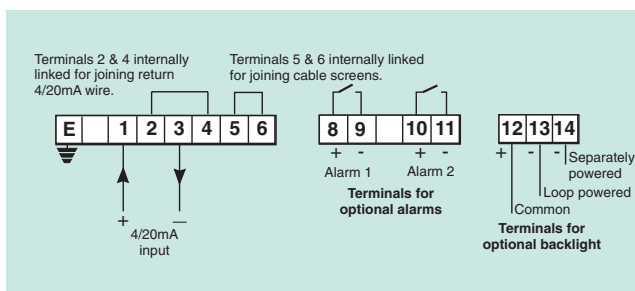 Terminals 2 & 4 internally
linked for joining return
4/20mA wire.
Terminals 5 & 6 internally linked
for joining cable screens.
E 1 2 3 4 5 6
8 9 10 11
12 13 14
+ - + -
+ - -
Alarm 1 Alarm 2
Terminals for
optional alarms
Separately
powered
Loop powered
Common
Terminals for
optional backlight
+ —
4/20mA
input